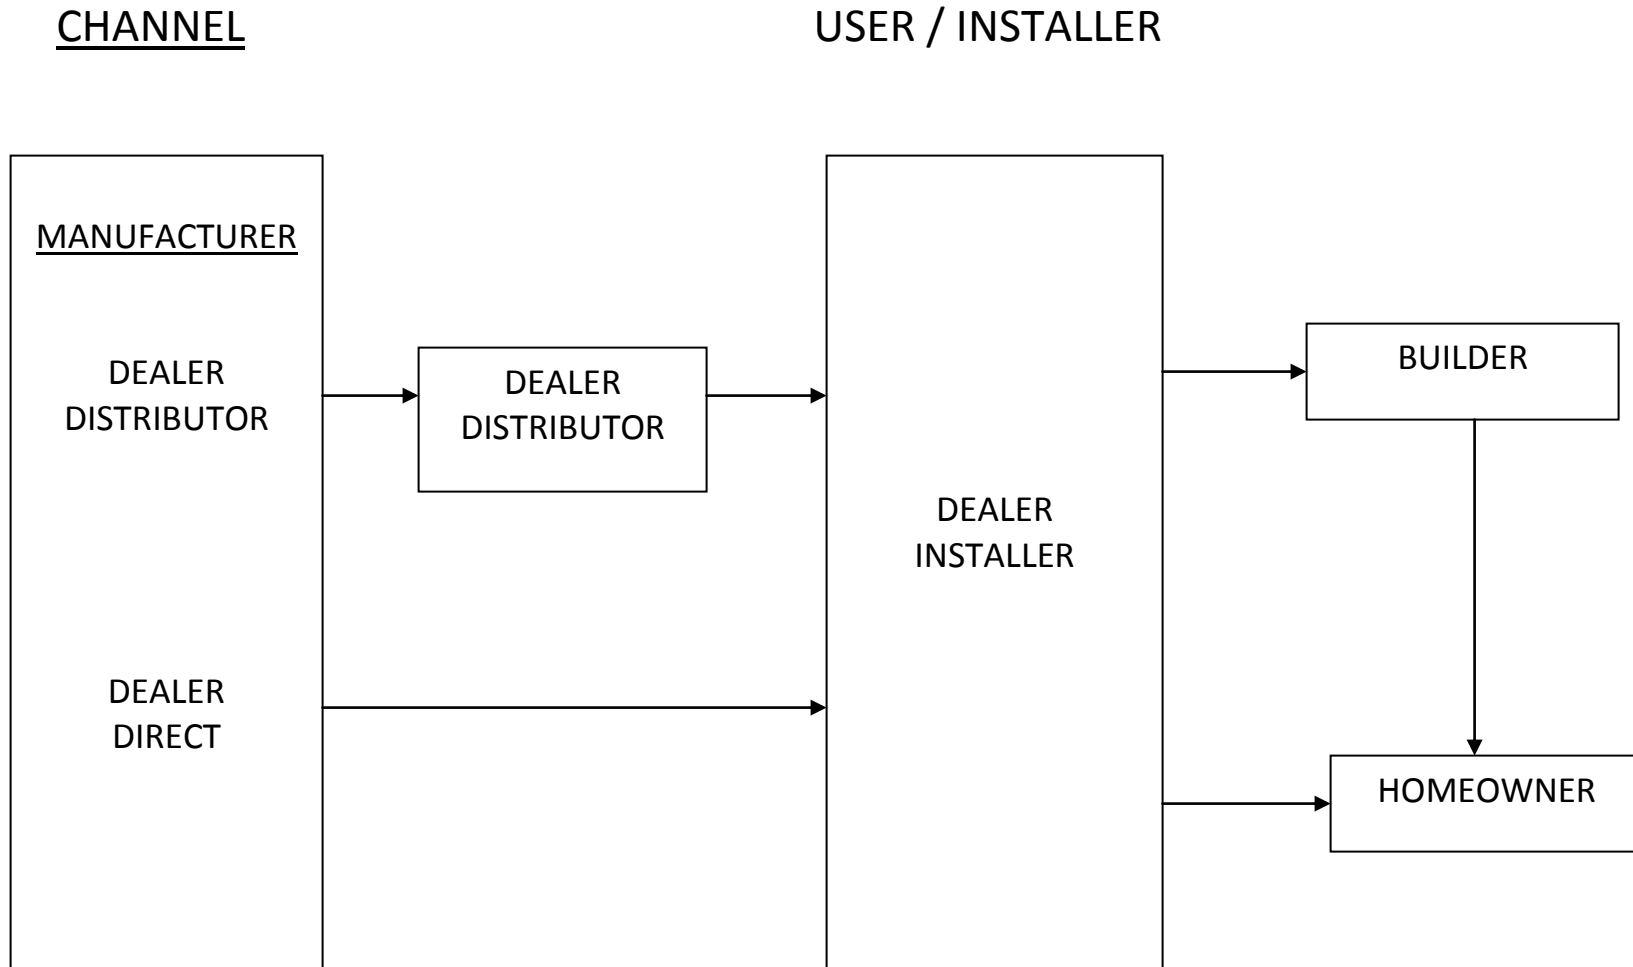 CHANNEL
USER / INSTALLER
MANUFACTURER
DEALER
DISTRIBUTOR
DEALER
DISTRIBUTOR
BUILDER
DEALER
INSTALLER
DEALER
DIRECT
HOMEOWNER